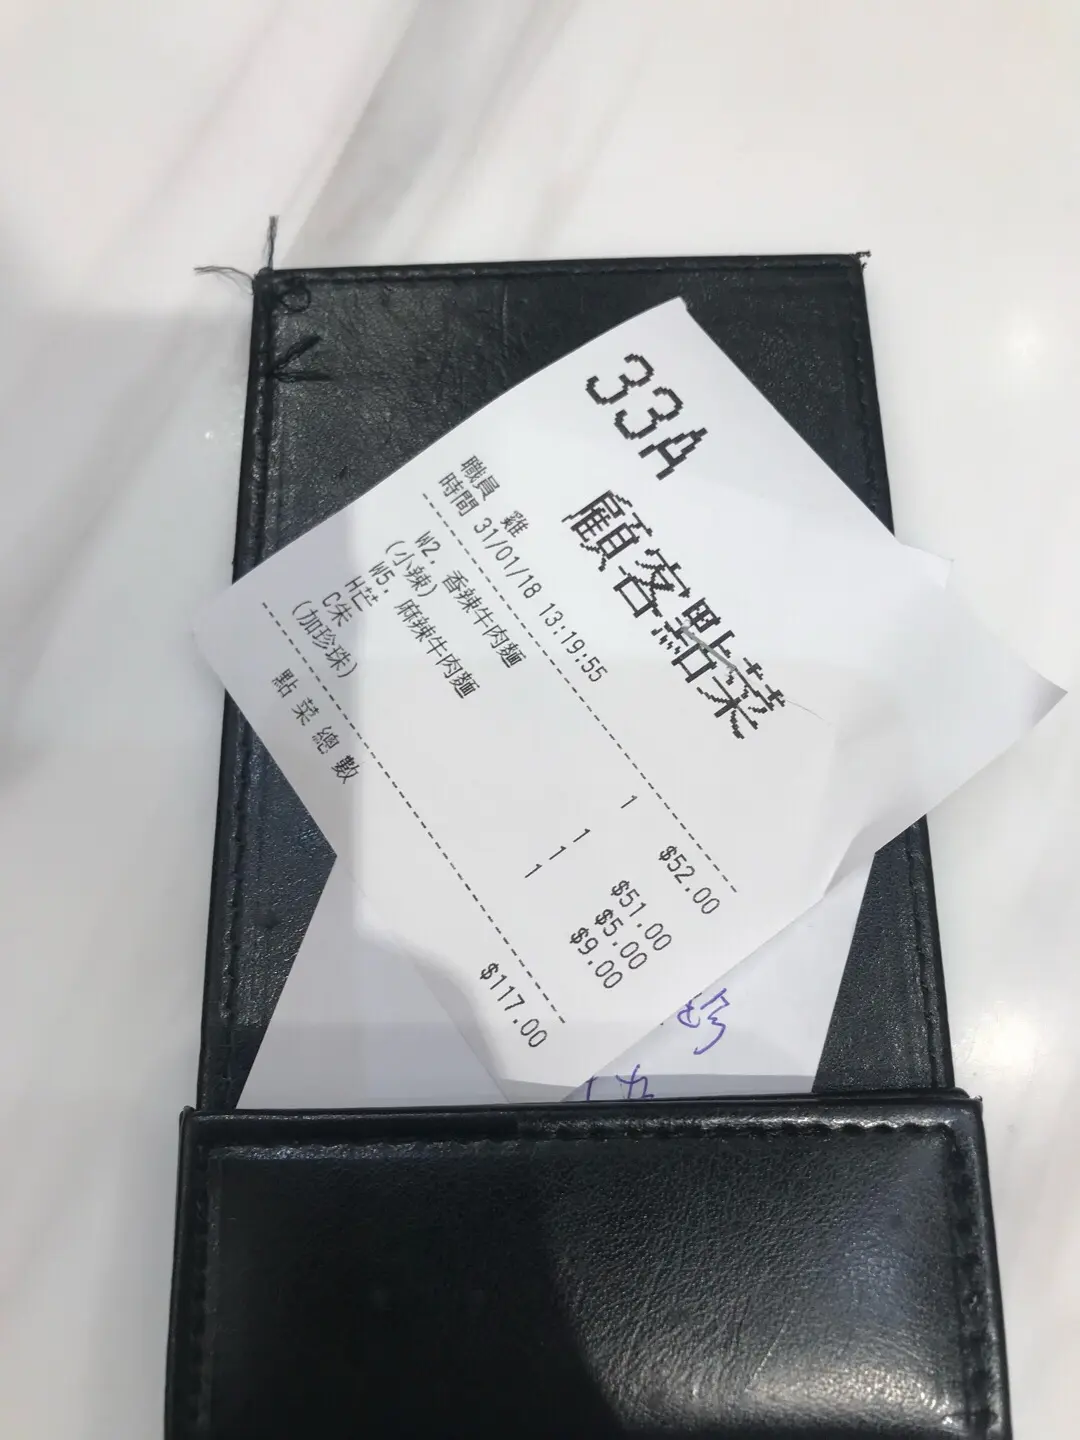 33A
顧客點菜
職員 雞
時間 31/01/18 13:19:55
W2. 香辣牛肉麵 1 $52.00
(小辣)
W5. 麻辣牛肉麵 1 $51.00
H芒 1 $5.00
C朱 1 $9.00
(加珍珠)
點菜總數 $117.00